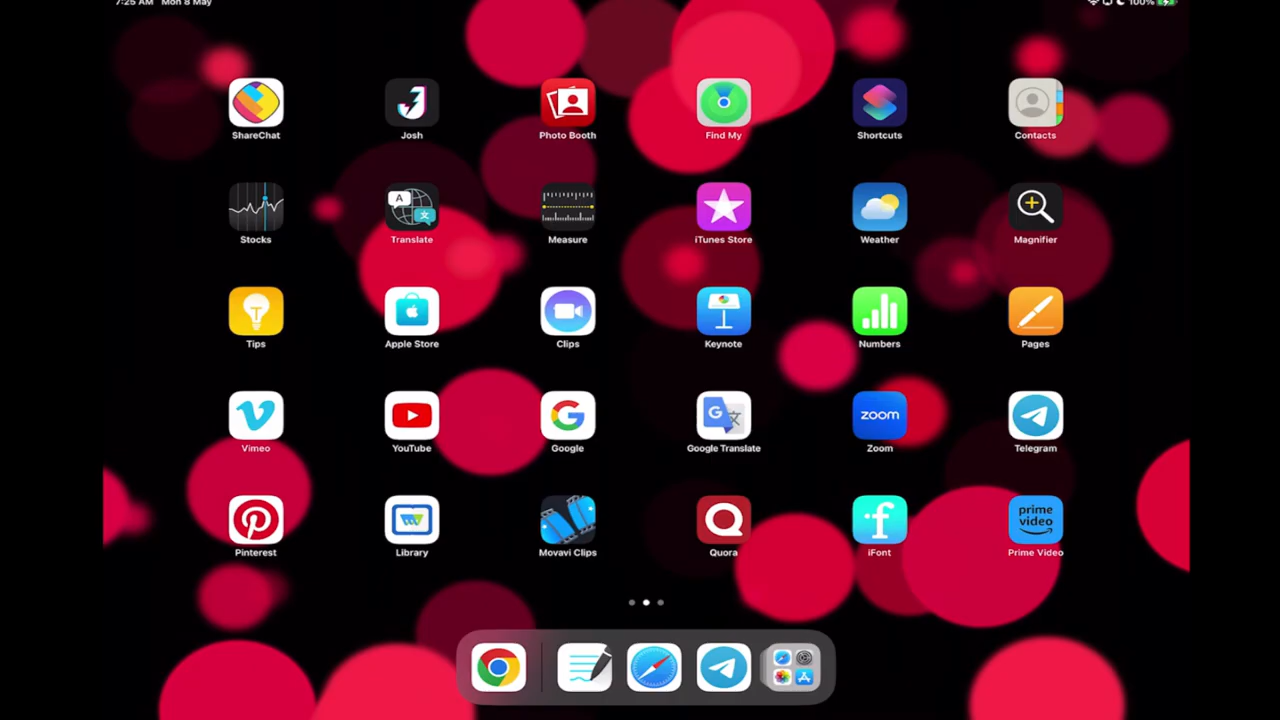 7:25 AM Mon 8 May 100%
ShareChat Josh Photo Booth Find My Shortcuts Contacts
A 文
Stocks Translate Measure iTunes Store Weather Magnifier
Tips Apple Store Clips Keynote Numbers Pages
G 文 zoom
Vimeo YouTube Google Google Translate Zoom Telegram
prime
video
Pinterest Library Movavi Clips Quora iFont Prime Video